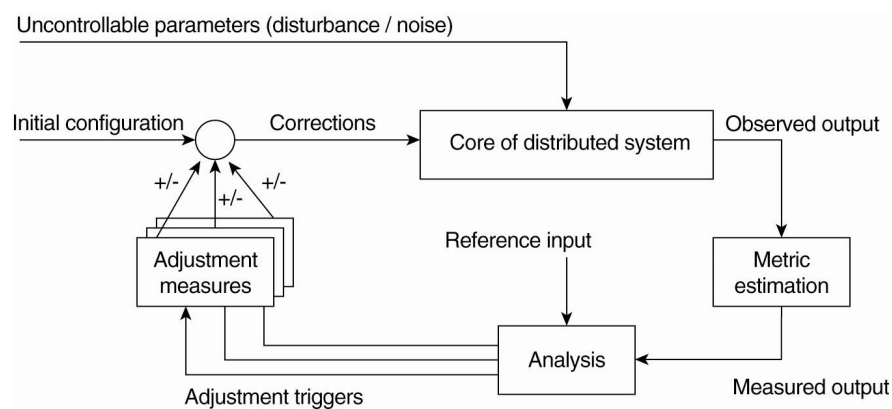 Uncontrollable parameters (disturbance / noise)
Initial configuration
Corrections
Core of distributed system
Observed output
+/-
+/-
+/-
Reference input
Adjustment
measures
Metric
estimation
Analysis
Adjustment triggers
Measured output